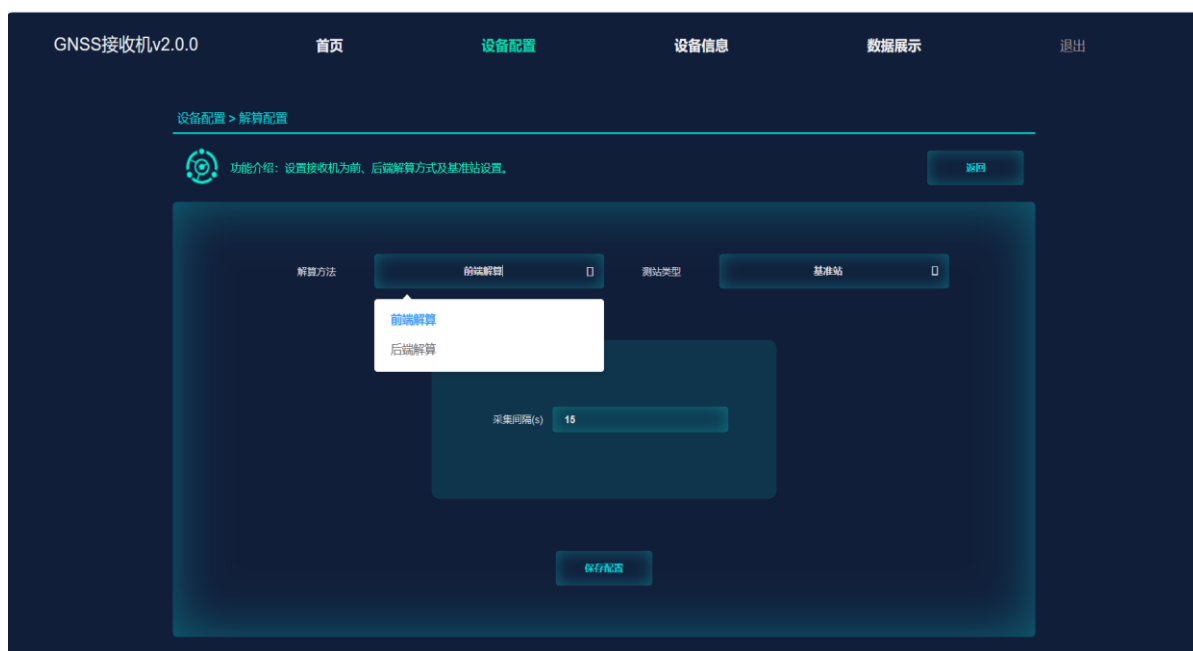 GNSS接收机v2.0.0 首页 设备配置 设备信息 数据展示 退出
设备配置 > 解算配置
功能介绍：设置接收机为前、后端解算方式及基准站设置。 返回
解算方法 前端解算 测站类型 基准站
前端解算
后端解算
采集间隔(s) 15
保存配置